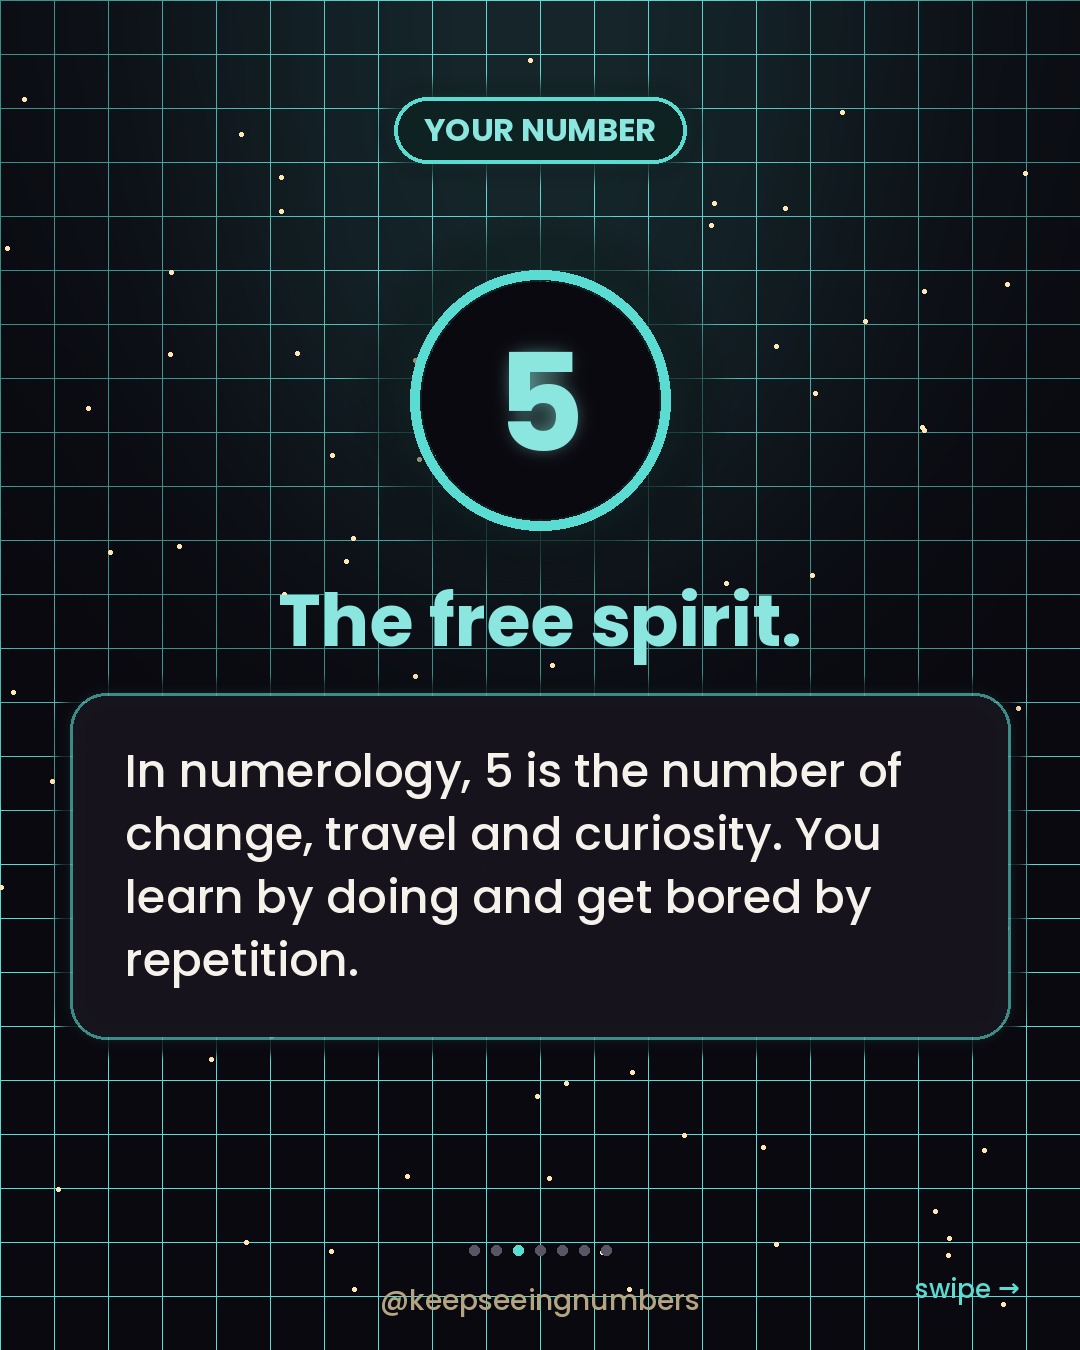 YOUR NUMBER
5
The free spirit.
In numerology, 5 is the number of
change, travel and curiosity. You
learn by doing and get bored by
repetition.
@keepseeingnumbers
swipe →